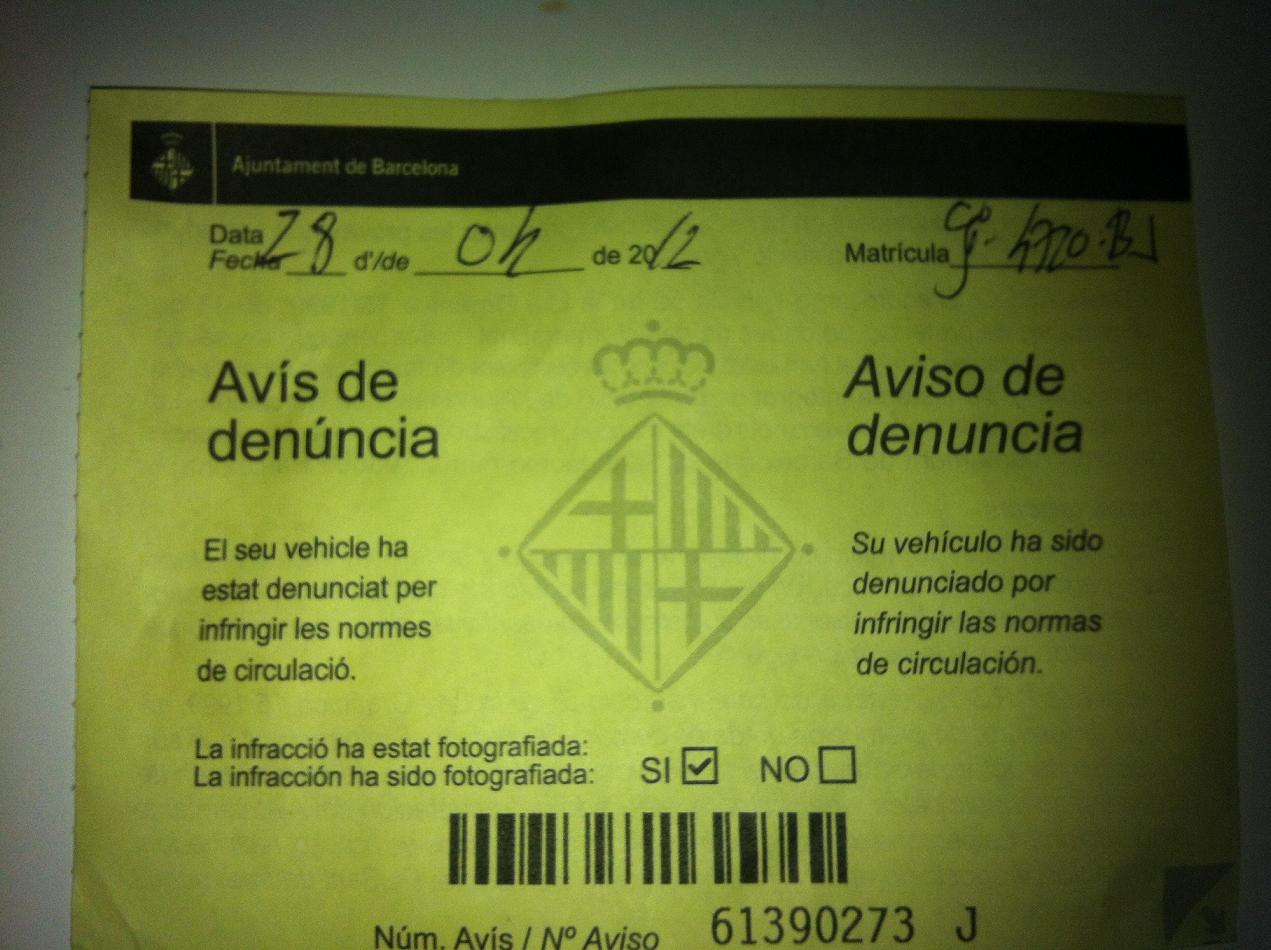 Ajuntament de Barcelona
Data
Fecha 28 d'/de 04 de 2012 Matrícula
Avís de denúncia
Aviso de denuncia
El seu vehicle ha
estat denunciat per
infringir les normes
de circulació.
Su vehículo ha sido
denunciado por
infringir las normas
de circulación.
La infracció ha estat fotografiada:
La infracción ha sido fotografiada: SI ☑ NO ☐
Núm. Avís / Nº Aviso 61390273 J